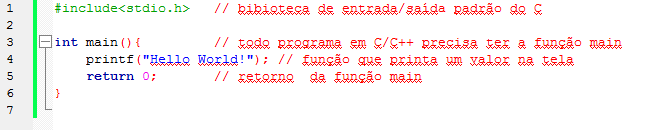 1 #include<stdio.h> // bibioteca de entrada/saída padrão do C
2
3 int main(){ // todo programa em C/C++ precisa ter a função main
4 printf("Hello World!"); // função que printa um valor na tela
5 return 0; // retorno da função main
6 }
7